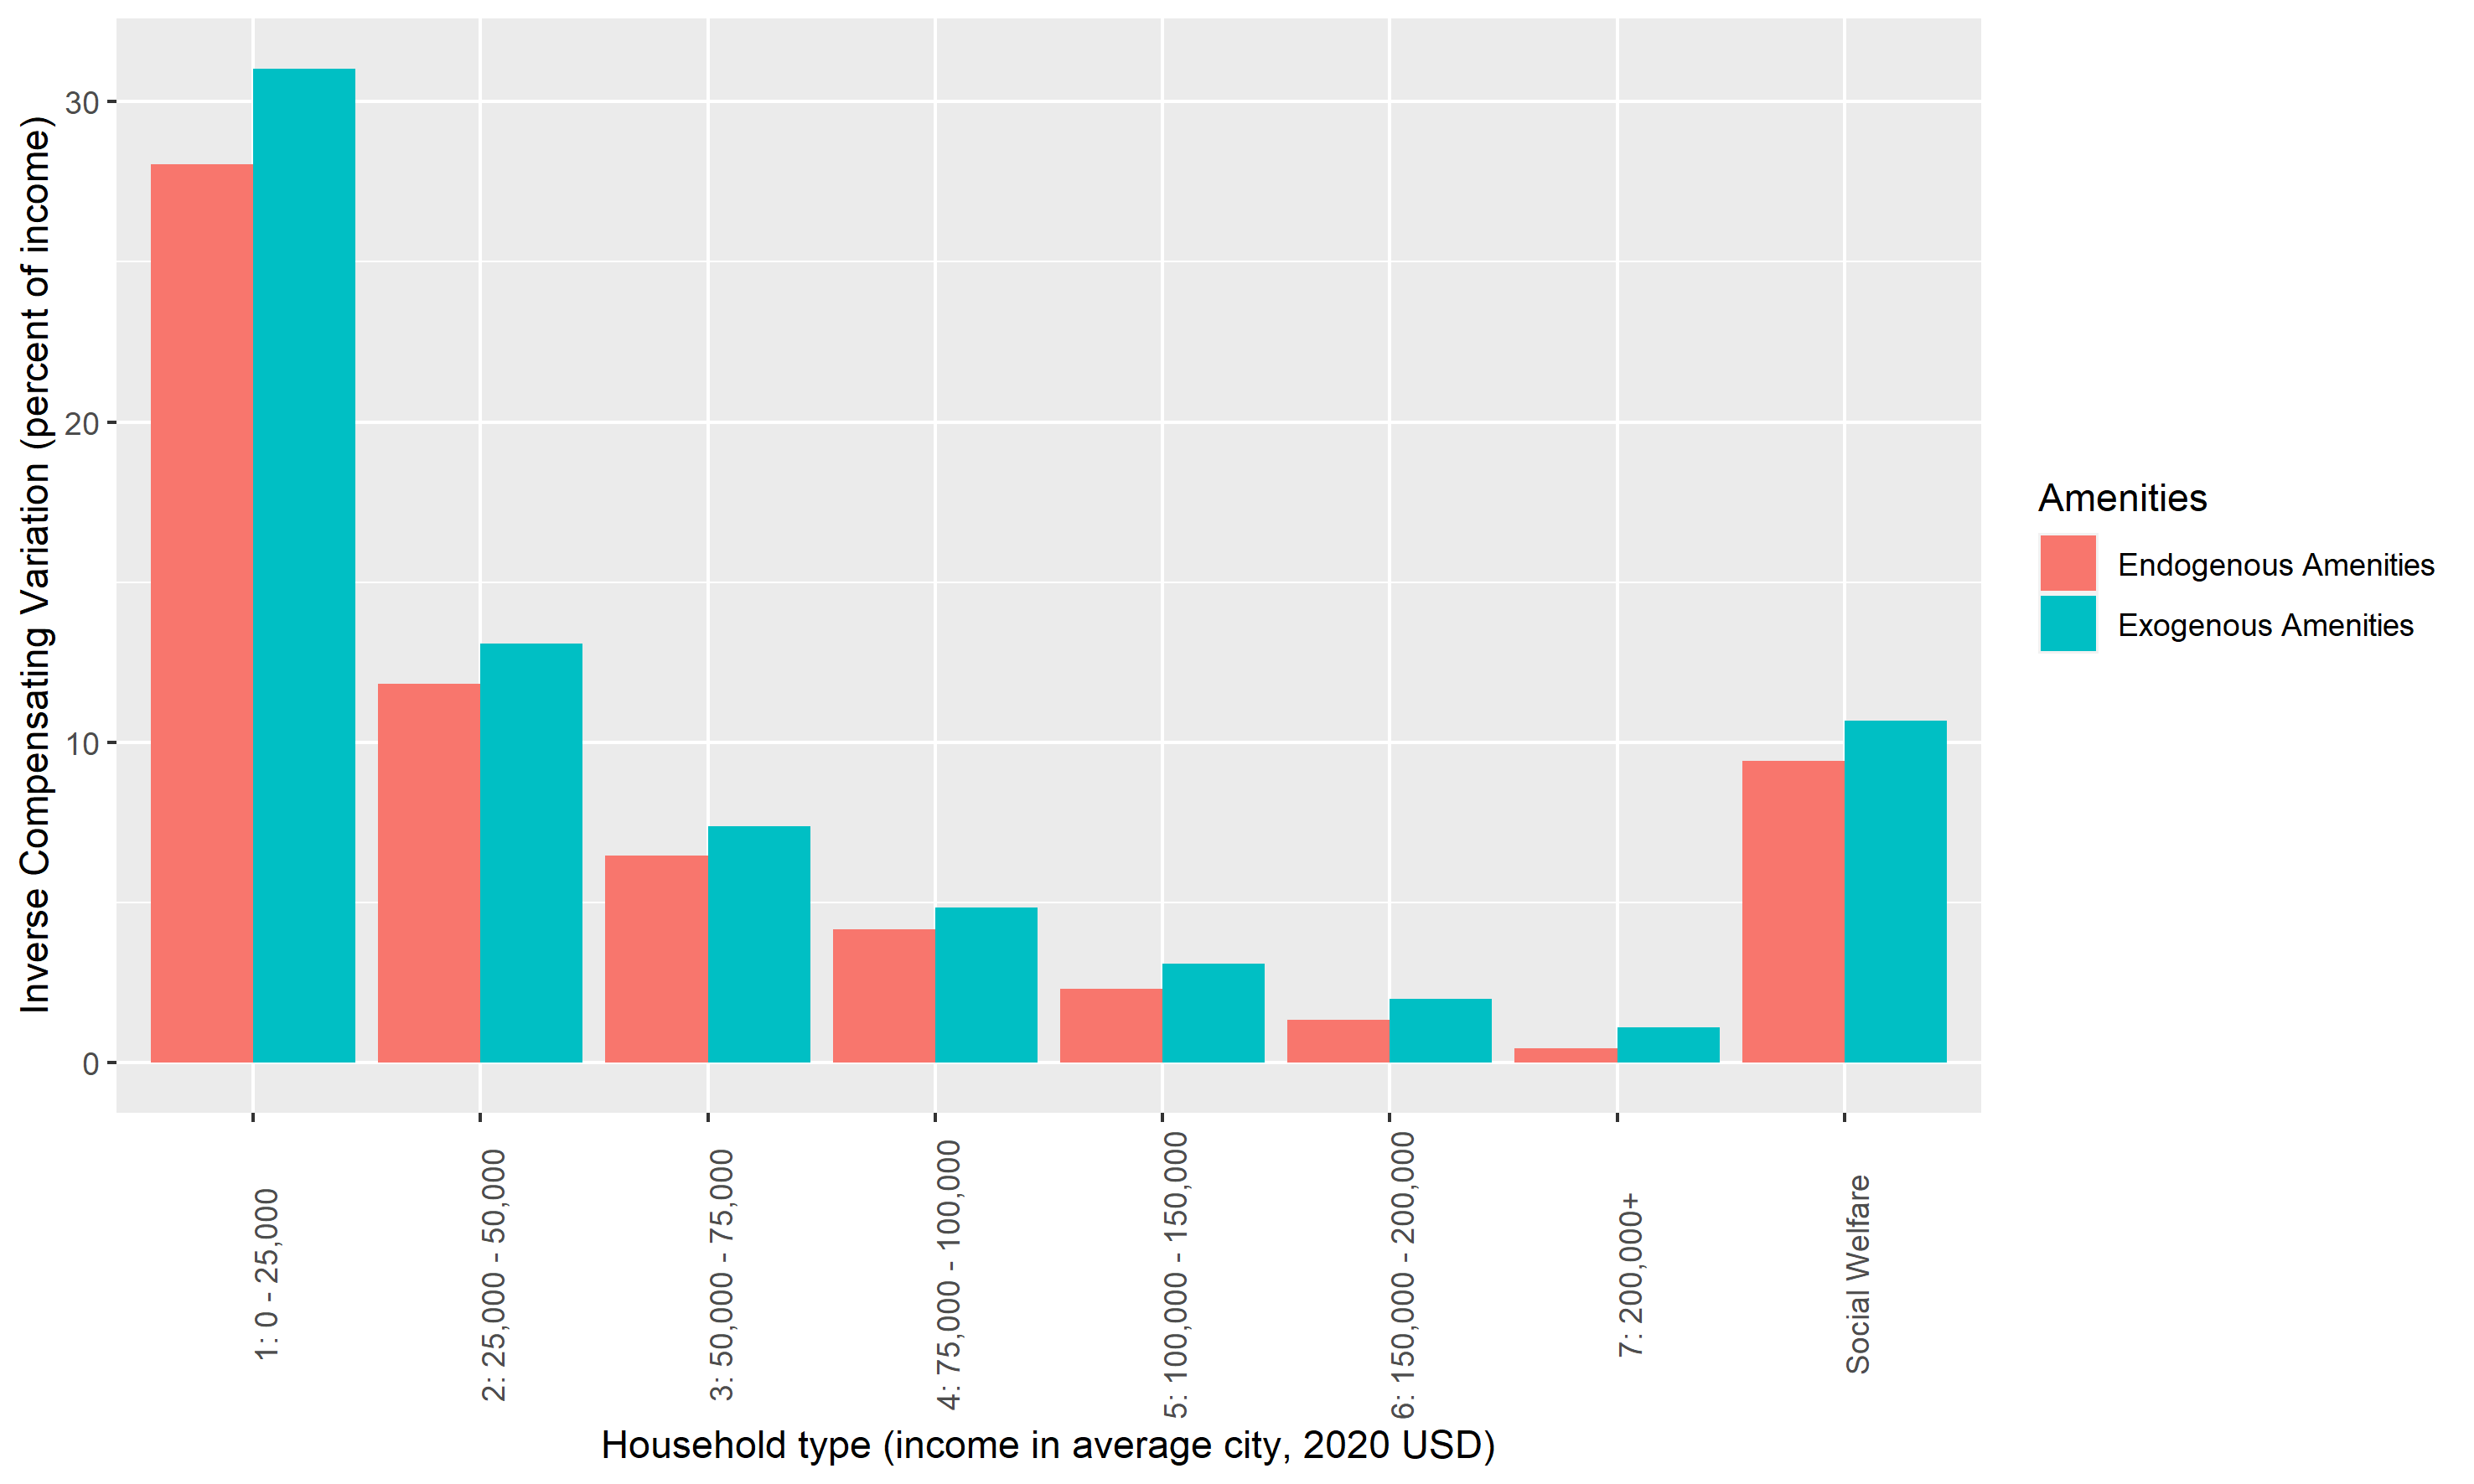 Inverse Compensating Variation (percent of income)
30
20
10
0
1: 0 - 25,000
2: 25,000 - 50,000
3: 50,000 - 75,000
4: 75,000 - 100,000
5: 100,000 - 150,000
6: 150,000 - 200,000
7: 200,000+
Social Welfare
Household type (income in average city, 2020 USD)
Amenities
Endogenous Amenities
Exogenous Amenities